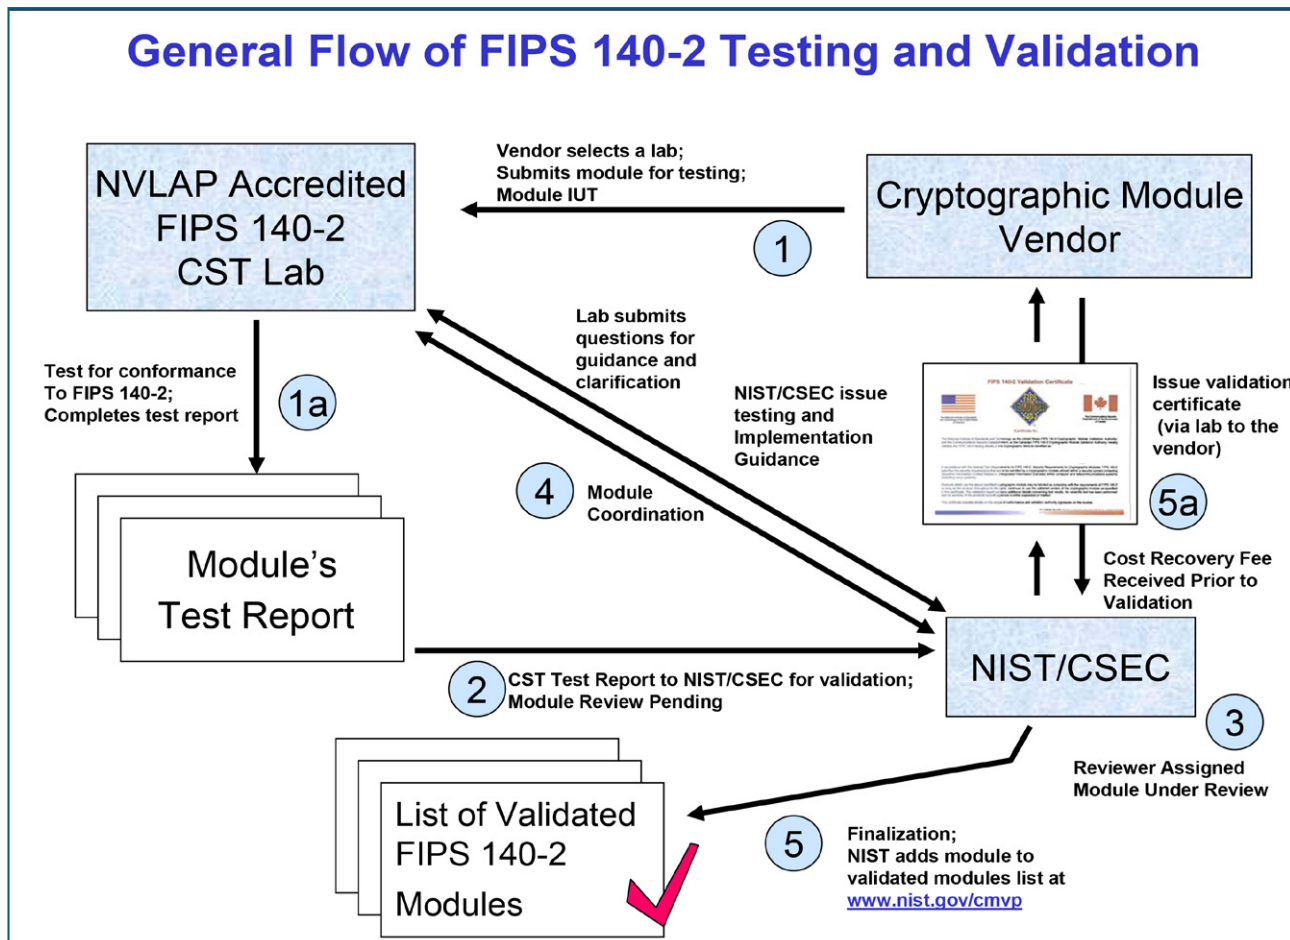 General Flow of FIPS 140-2 Testing and Validation
NVLAP Accredited
FIPS 140-2
CST Lab
Vendor selects a lab;
Submits module for testing;
Module IUT
1
Cryptographic Module
Vendor
Test for conformance
To FIPS 140-2;
Completes test report
1a
Lab submits
questions for
guidance and
clarification
NIST/CSEC issue
testing and
Implementation
Guidance
4
Module
Coordination
FIPS 140-2 Validation Certificate
Issue validation
certificate
(via lab to the
vendor)
5a
Cost Recovery Fee
Received Prior to
Validation
Module's
Test Report
2
CST Test Report to NIST/CSEC for validation;
Module Review Pending
NIST/CSEC
3
Reviewer Assigned
Module Under Review
List of Validated
FIPS 140-2
Modules
5
Finalization;
NIST adds module to
validated modules list at
www.nist.gov/cmvp